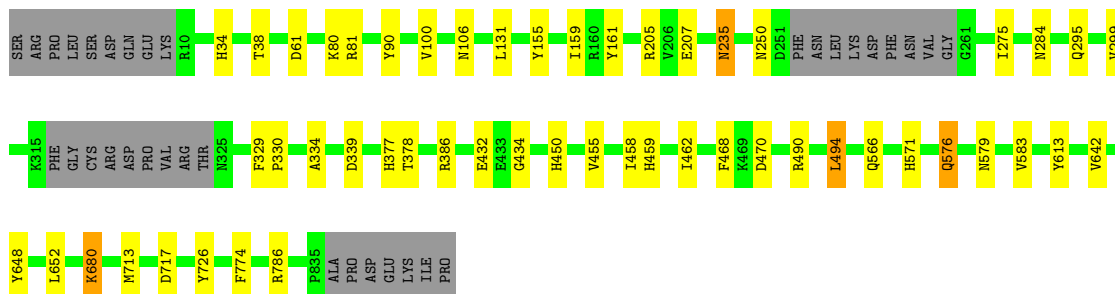 SER ARG PRO LEU SER ASP GLN GLU LYS R10 H34 T38 D61 K80 R81 Y90 V100 N106 L131 Y155 I159 R160 Y161 R205 V206 E207 N235 N250 D251 PHE ASN LEU LYS ASP PHE ASN VAL GLY G261 I275 N284 Q295
K315 PHE GLY CYS ARG ASP PRO VAL ARG THR N325 F329 P330 A334 D339 H377 T378 R386 E432 E433 G434 H450 V455 I458 H459 I462 F468 K469 D470 R490 L494 Q566 H571 Q576 N579 V583 Y613 V642
Y648 L652 K680 M713 D717 Y726 F774 R786 P835 ALA PRO ASP GLU LYS ILE PRO